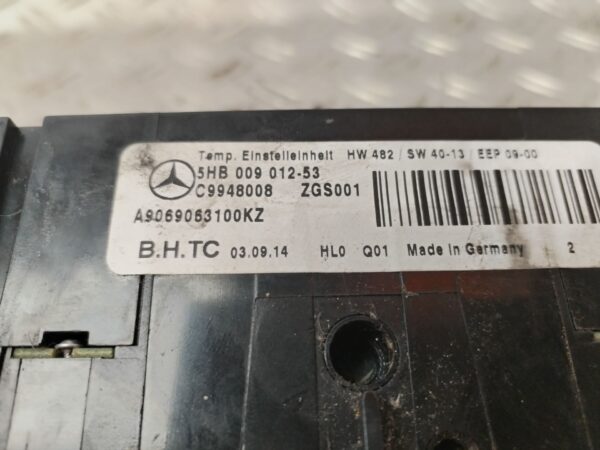 Temp. Einstelleinheit HW 482 / SW 40-13 / EEP 09-00
5HB 009 012-53
C9948008 ZGS001
A9069063100KZ
B.H.TC 03.09.14 HL0 Q01 Made in Germany 2